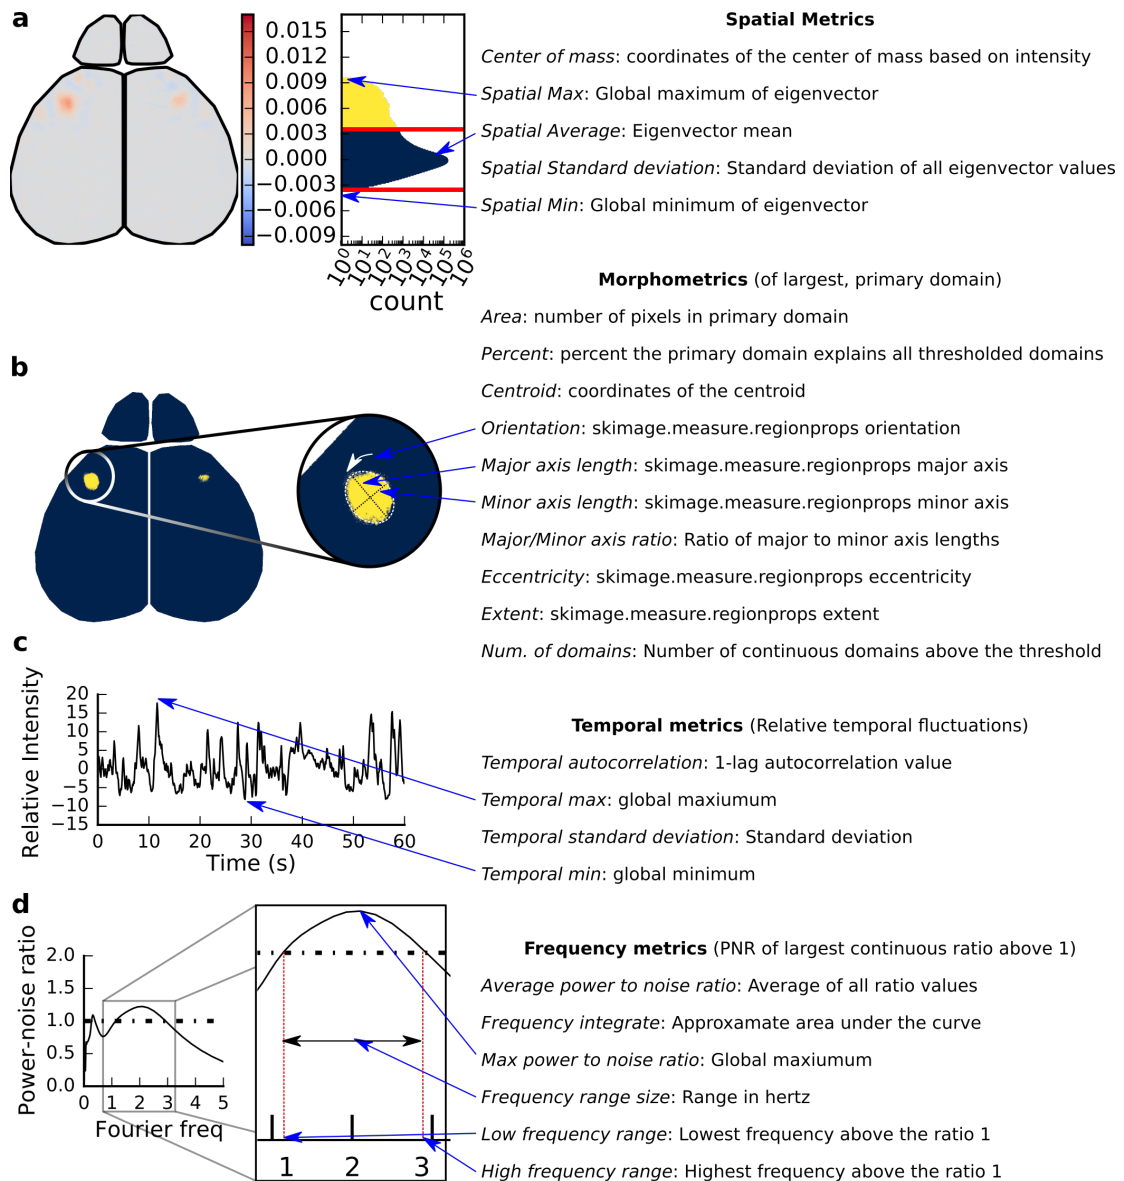 a
0.015
0.012
0.009
0.006
0.003
0.000
−0.003
−0.006
−0.009
10^0 10^1 10^2 10^3 10^4 10^5 10^6
count
Spatial Metrics
Center of mass: coordinates of the center of mass based on intensity
Spatial Max: Global maximum of eigenvector
Spatial Average: Eigenvector mean
Spatial Standard deviation: Standard deviation of all eigenvector values
Spatial Min: Global minimum of eigenvector
b
Morphometrics (of largest, primary domain)
Area: number of pixels in primary domain
Percent: percent the primary domain explains all thresholded domains
Centroid: coordinates of the centroid
Orientation: skimage.measure.regionprops orientation
Major axis length: skimage.measure.regionprops major axis
Minor axis length: skimage.measure.regionprops minor axis
Major/Minor axis ratio: Ratio of major to minor axis lengths
Eccentricity: skimage.measure.regionprops eccentricity
Extent: skimage.measure.regionprops extent
Num. of domains: Number of continuous domains above the threshold
c
Relative Intensity
20
15
10
5
0
−5
−10
−15
0 10 20 30 40 50 60
Time (s)
Temporal metrics (Relative temporal fluctuations)
Temporal autocorrelation: 1-lag autocorrelation value
Temporal max: global maxiumum
Temporal standard deviation: Standard deviation
Temporal min: global minimum
d
Power-noise ratio
2.0
1.5
1.0
0.5
0.0
0 1 2 3 4 5
Fourier freq
1 2 3
Frequency metrics (PNR of largest continuous ratio above 1)
Average power to noise ratio: Average of all ratio values
Frequency integrate: Approxamate area under the curve
Max power to noise ratio: Global maxiumum
Frequency range size: Range in hertz
Low frequency range: Lowest frequency above the ratio 1
High frequency range: Highest frequency above the ratio 1